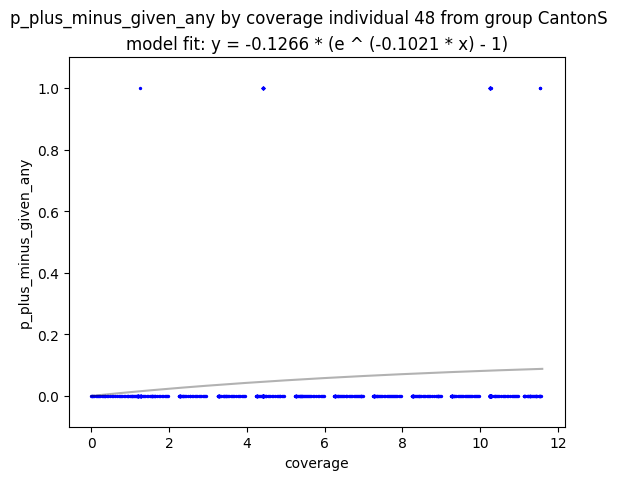 p_plus_minus_given_any by coverage individual 48 from group CantonS
model fit: y = -0.1266 * (e ^ (-0.1021 * x) - 1)
1.0
0.8
0.6
0.4
0.2
0.0
p_plus_minus_given_any
0 2 4 6 8 10 12
coverage